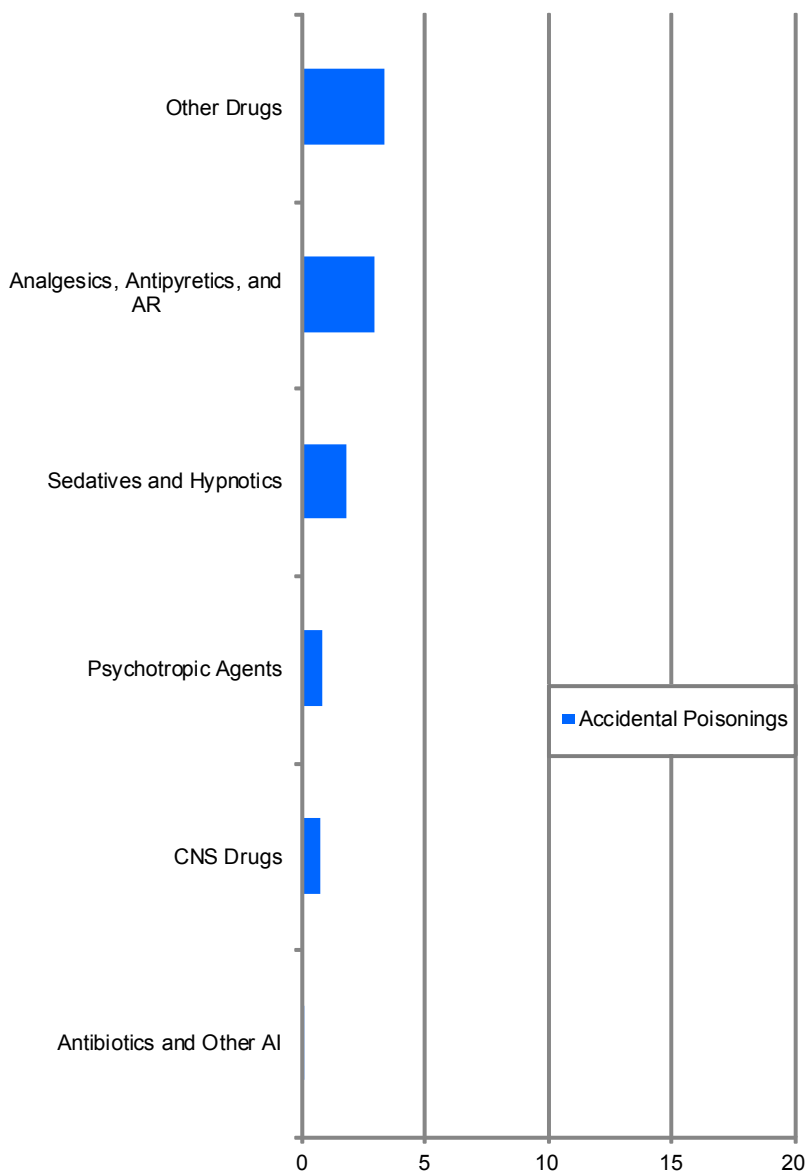 Other Drugs
Analgesics, Antipyretics, and
AR
Sedatives and Hypnotics
Psychotropic Agents
Accidental Poisonings
CNS Drugs
Antibiotics and Other AI
0 5 10 15 20